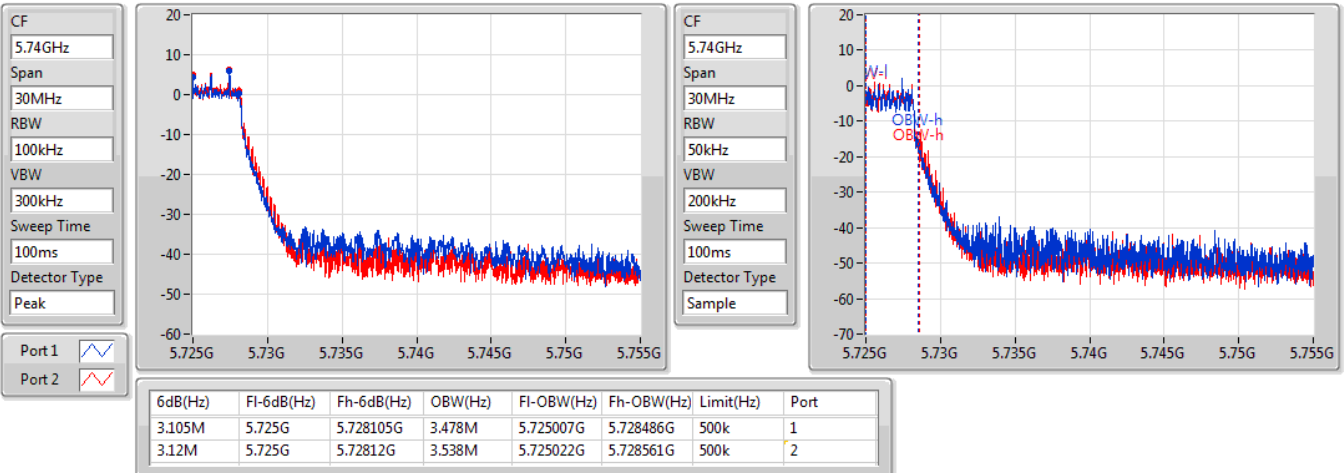 CF
5.74GHz
Span
30MHz
RBW
100kHz
VBW
300kHz
Sweep Time
100ms
Detector Type
Peak
Port 1
Port 2
20
10
0
-10
-20
-30
-40
-50
-60
5.725G 5.73G 5.735G 5.74G 5.745G 5.75G 5.755G
CF
5.74GHz
Span
30MHz
RBW
50kHz
VBW
200kHz
Sweep Time
100ms
Detector Type
Sample
20
10
0
-10
-20
-30
-40
-50
-60
-70
OBW-h
OBW-h
5.725G 5.73G 5.735G 5.74G 5.745G 5.75G 5.755G
6dB(Hz) Fl-6dB(Hz) Fh-6dB(Hz) OBW(Hz) Fl-OBW(Hz) Fh-OBW(Hz) Limit(Hz) Port
3.105M 5.725G 5.728105G 3.478M 5.725007G 5.728486G 500k 1
3.12M 5.725G 5.72812G 3.538M 5.725022G 5.728561G 500k 2